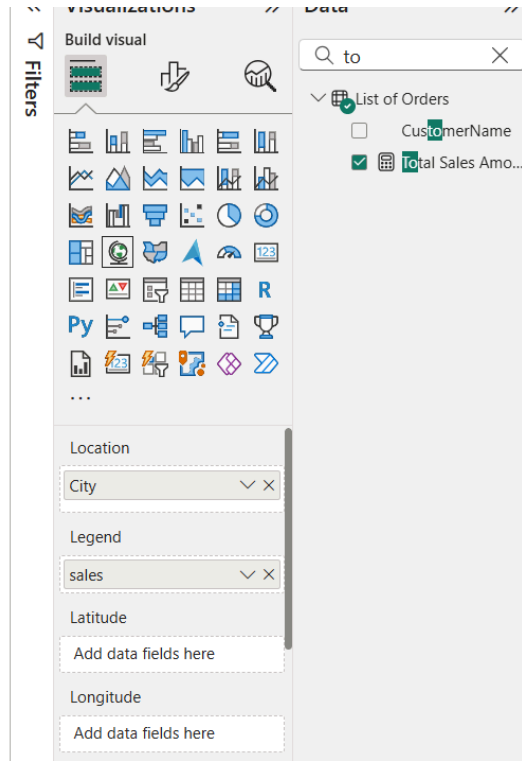 Visualizations
Data
Build visual
Filters
to
List of Orders
CustomerName
Total Sales Amo...
123
R
Py
123
...
Location
City
Legend
sales
Latitude
Add data fields here
Longitude
Add data fields here